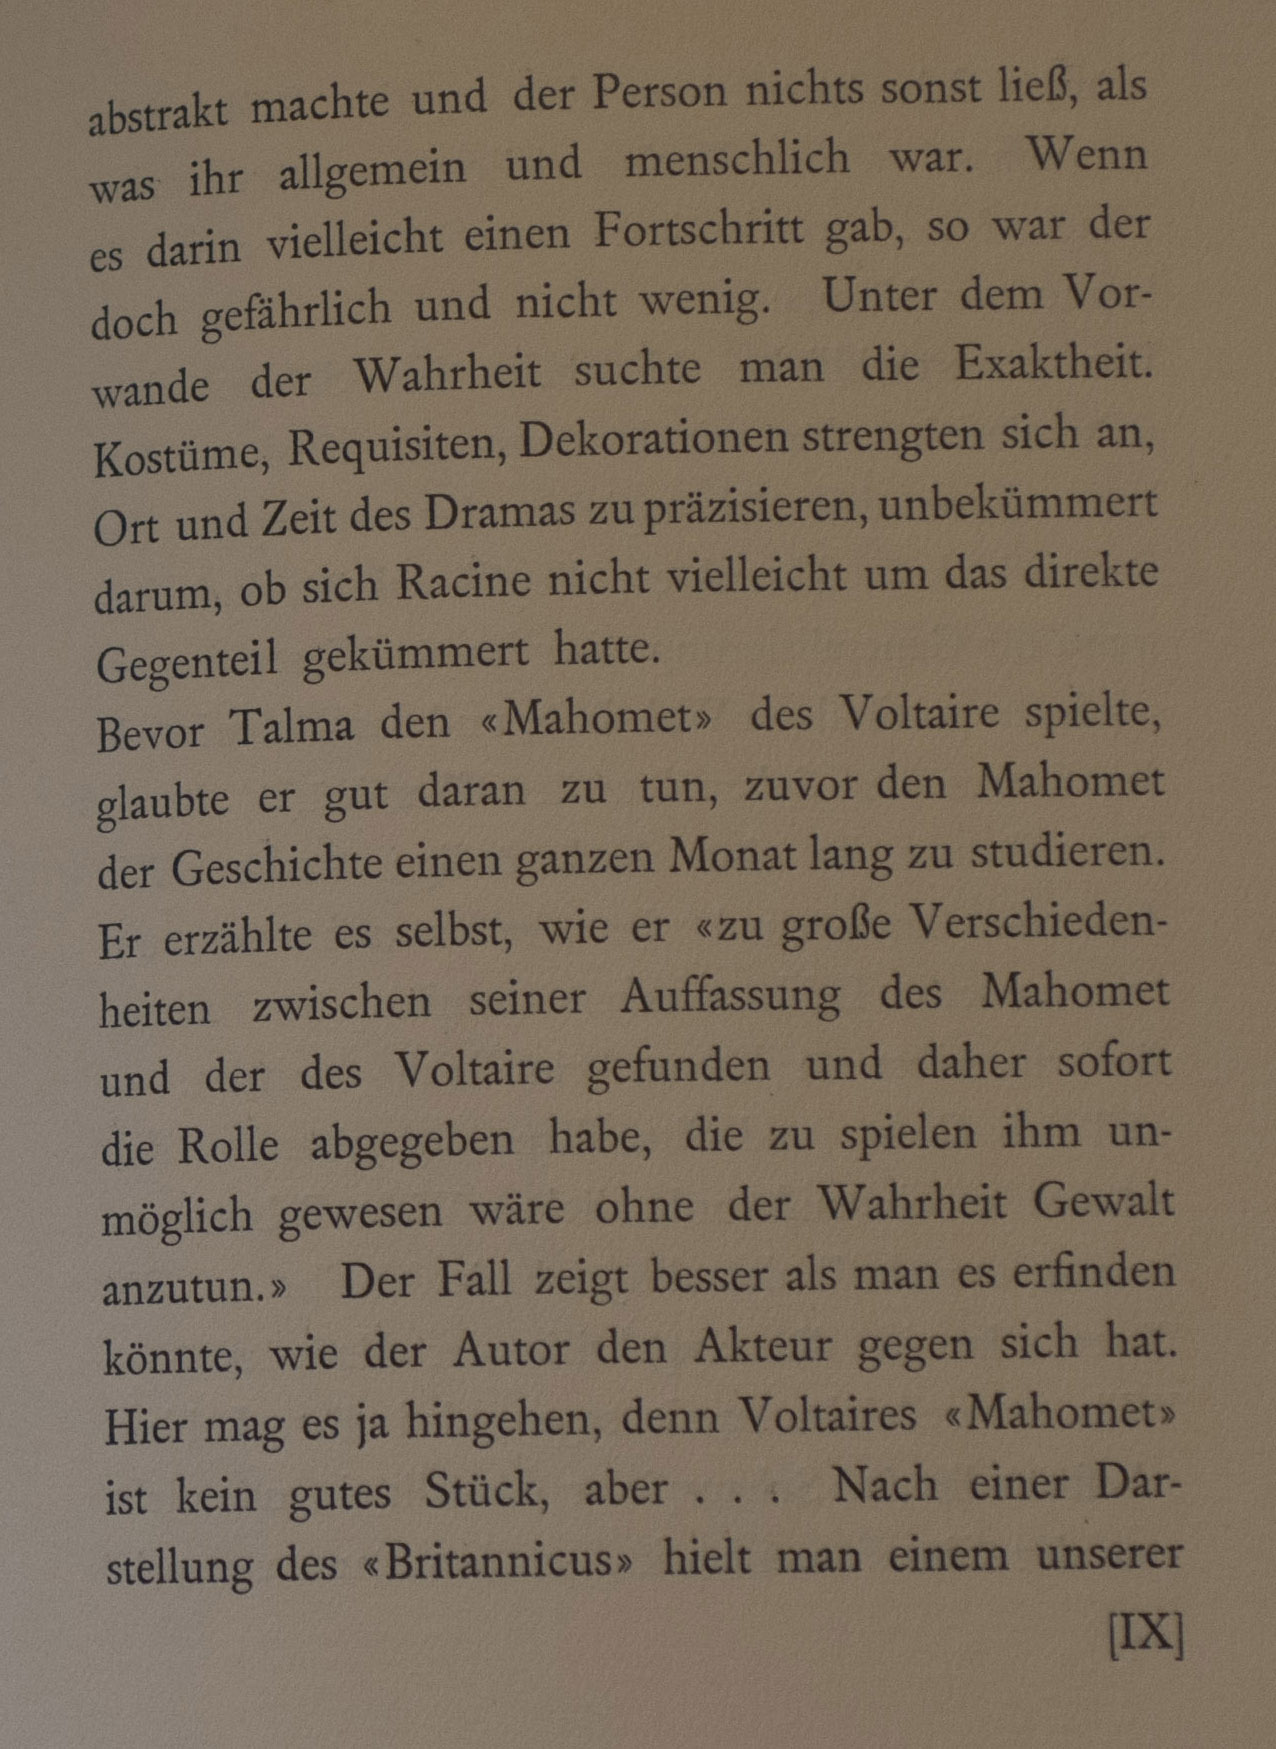 abstrakt machte und der Person nichts sonst ließ, als
was ihr allgemein und menschlich war. Wenn
es darin vielleicht einen Fortschritt gab, so war der
doch gefährlich und nicht wenig. Unter dem Vor-
wande der Wahrheit suchte man die Exaktheit.
Kostüme, Requisiten, Dekorationen strengten sich an,
Ort und Zeit des Dramas zu präzisieren, unbekümmert
darum, ob sich Racine nicht vielleicht um das direkte
Gegenteil gekümmert hatte.
Bevor Talma den «Mahomet» des Voltaire spielte,
glaubte er gut daran zu tun, zuvor den Mahomet
der Geschichte einen ganzen Monat lang zu studieren.
Er erzählte es selbst, wie er «zu große Verschieden-
heiten zwischen seiner Auffassung des Mahomet
und der des Voltaire gefunden und daher sofort
die Rolle abgegeben habe, die zu spielen ihm un-
möglich gewesen wäre ohne der Wahrheit Gewalt
anzutun.» Der Fall zeigt besser als man es erfinden
könnte, wie der Autor den Akteur gegen sich hat.
Hier mag es ja hingehen, denn Voltaires «Mahomet»
ist kein gutes Stück, aber . . . Nach einer Dar-
stellung des «Britannicus» hielt man einem unserer
[IX]